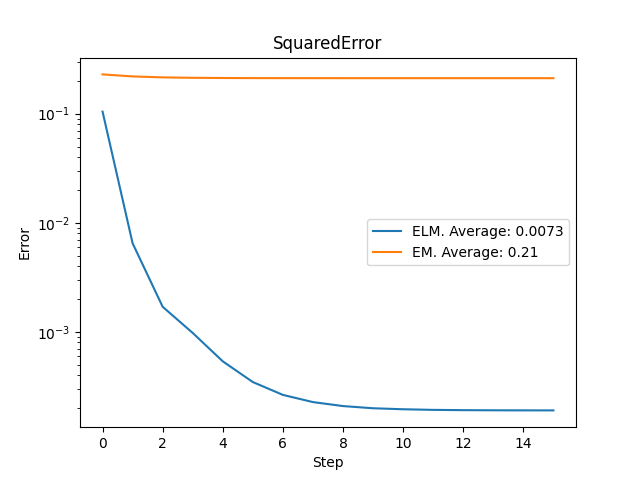 SquaredError
10⁻¹
10⁻²
10⁻³
Error
ELM. Average: 0.0073
EM. Average: 0.21
0 2 4 6 8 10 12 14
Step